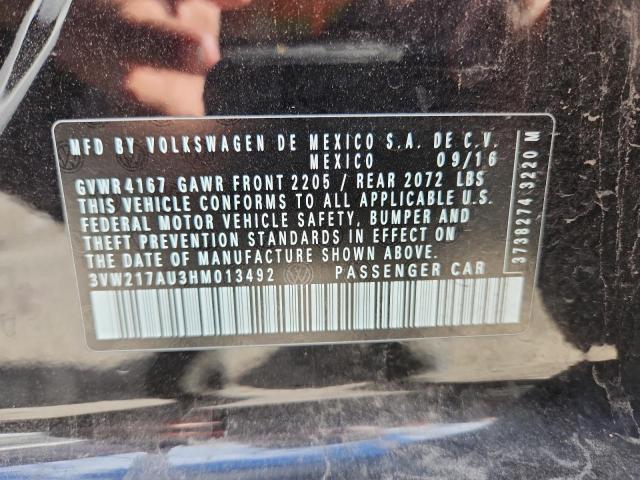 MFD BY VOLKSWAGEN DE MEXICO S.A. DE C.V.
MEXICO 09/16
GVWR 4167 GAWR FRONT 2205 / REAR 2072 LBS
THIS VEHICLE CONFORMS TO ALL APPLICABLE U.S.
FEDERAL MOTOR VEHICLE SAFETY, BUMPER AND
THEFT PREVENTION STANDARDS IN EFFECT ON
THE DATE OF MANUFACTURE SHOWN ABOVE.
3VW217AU3HM013492 PASSENGER CAR
3738274 3220 M